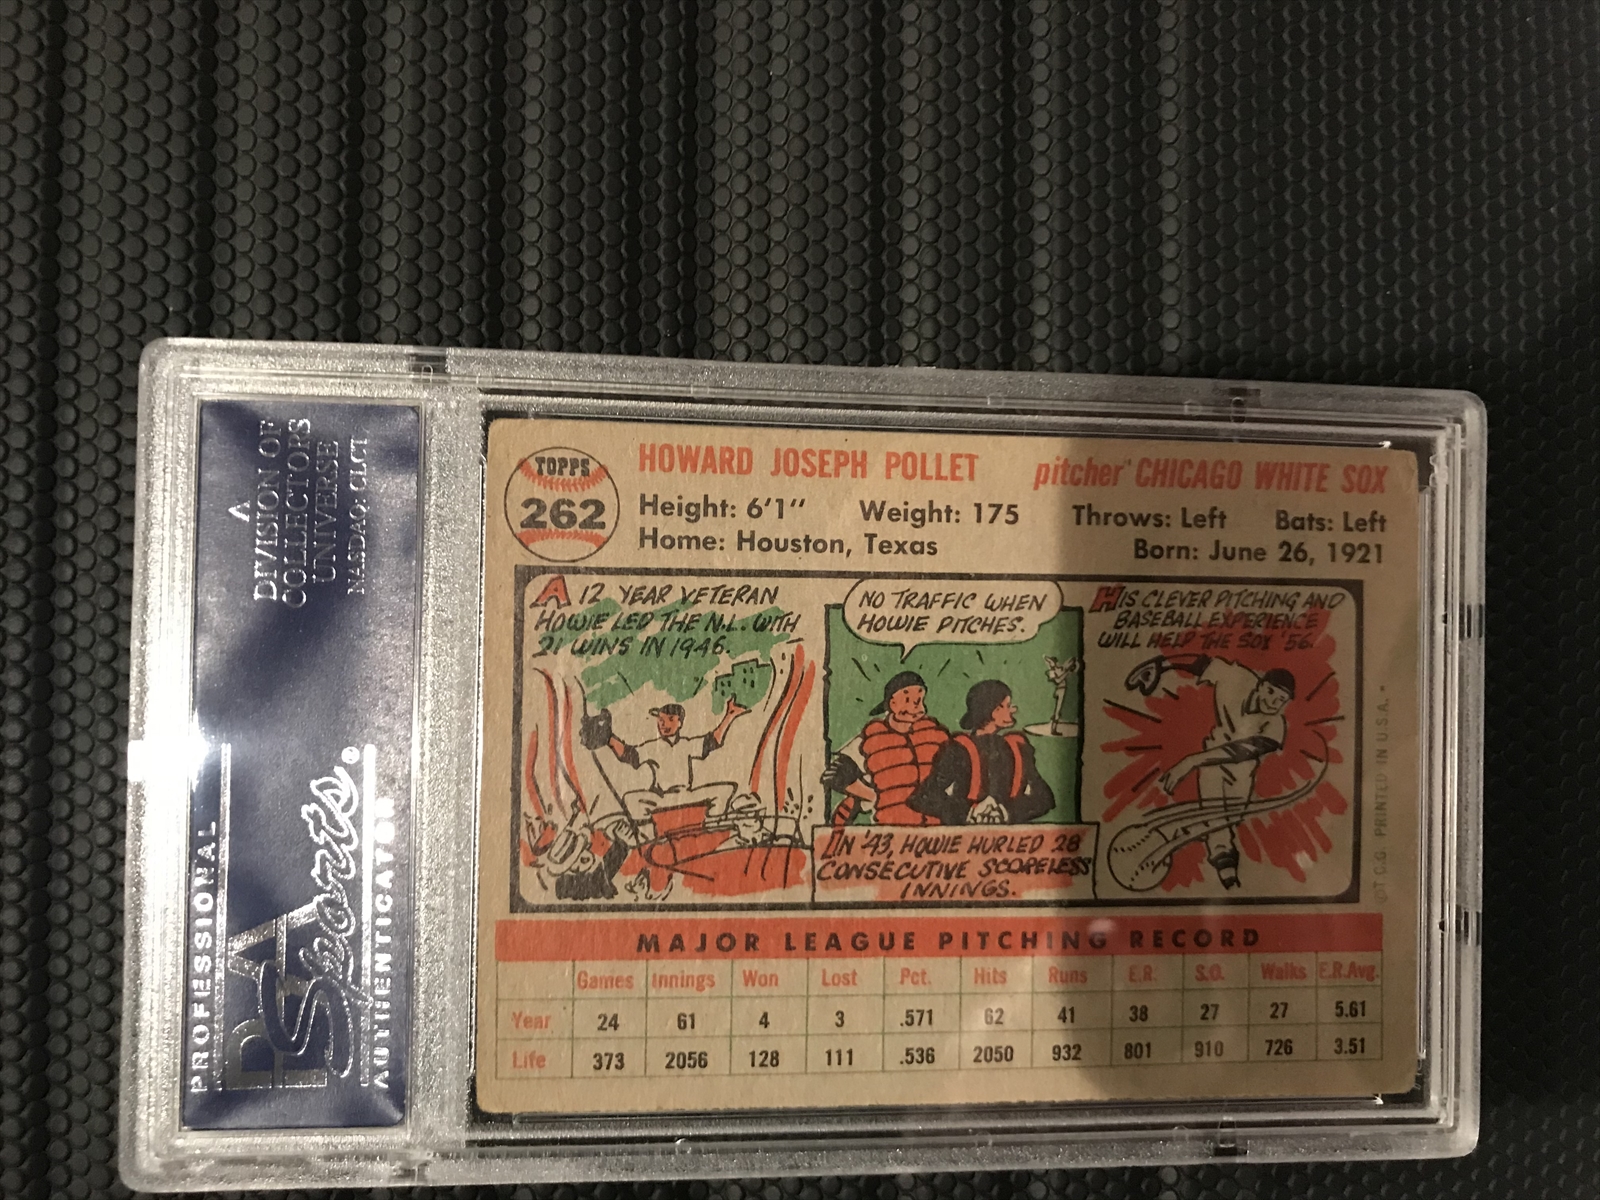 A
DIVISION OF
COLLECTORS
UNIVERSE
NASDAQ: CLCT
PROFESSIONAL
PSA
Sports®
AUTHENTICATOR
TOPPS
262
HOWARD JOSEPH POLLET pitcher CHICAGO WHITE SOX
Height: 6'1" Weight: 175 Throws: Left Bats: Left
Home: Houston, Texas Born: June 26, 1921
A 12 YEAR VETERAN
HOWIE LED THE N.L. WITH
21 WINS IN 1946.
NO TRAFFIC WHEN
HOWIE PITCHES.
IN '43, HOWIE HURLED 28
CONSECUTIVE SCORELESS
INNINGS.
HIS CLEVER PITCHING AND
BASEBALL EXPERIENCE
WILL HELP THE SOX '56.
©T.C.G. PRINTED IN U.S.A.
MAJOR LEAGUE PITCHING RECORD
Games Innings Won Lost Pct. Hits Runs E.R. S.O. Walks E.R.Avg.
Year 24 61 4 3 .571 62 41 38 27 27 5.61
Life 373 2056 128 111 .536 2050 932 801 910 726 3.51